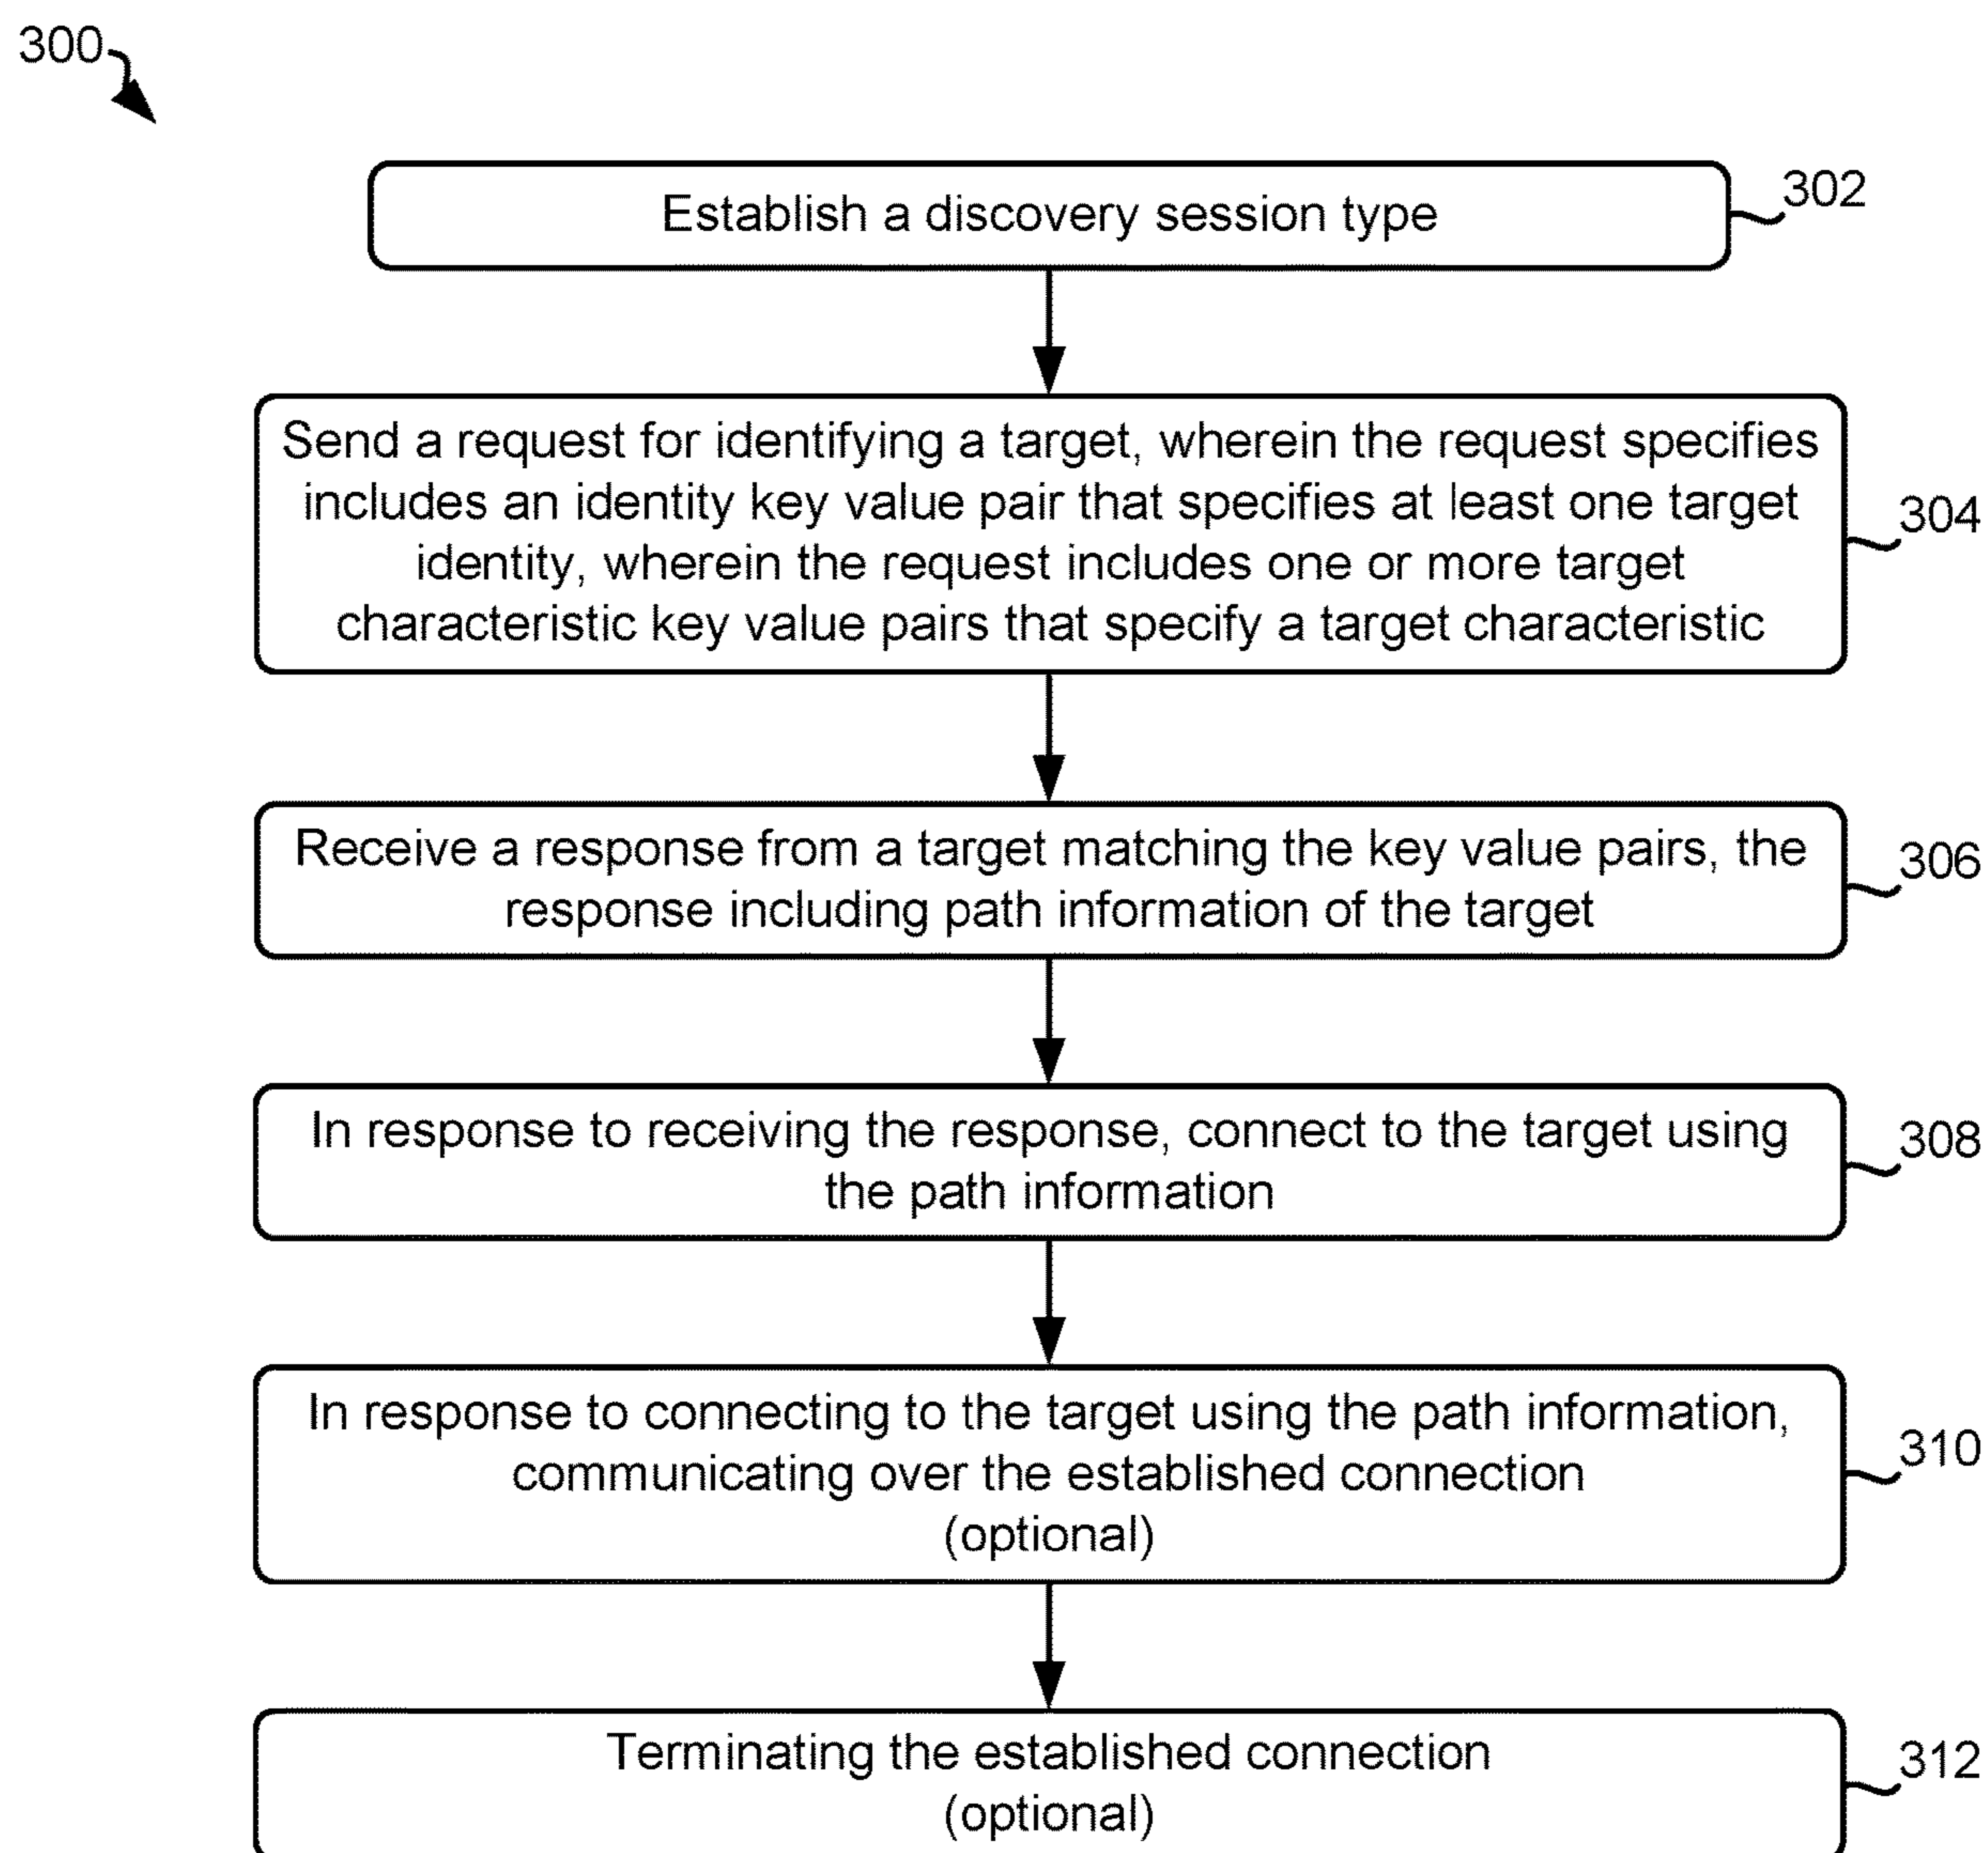 300
Establish a discovery session type
302
Send a request for identifying a target, wherein the request specifies
includes an identity key value pair that specifies at least one target
identity, wherein the request includes one or more target
characteristic key value pairs that specify a target characteristic
304
Receive a response from a target matching the key value pairs, the
response including path information of the target
306
In response to receiving the response, connect to the target using
the path information
308
In response to connecting to the target using the path information,
communicating over the established connection
(optional)
310
Terminating the established connection
(optional)
312